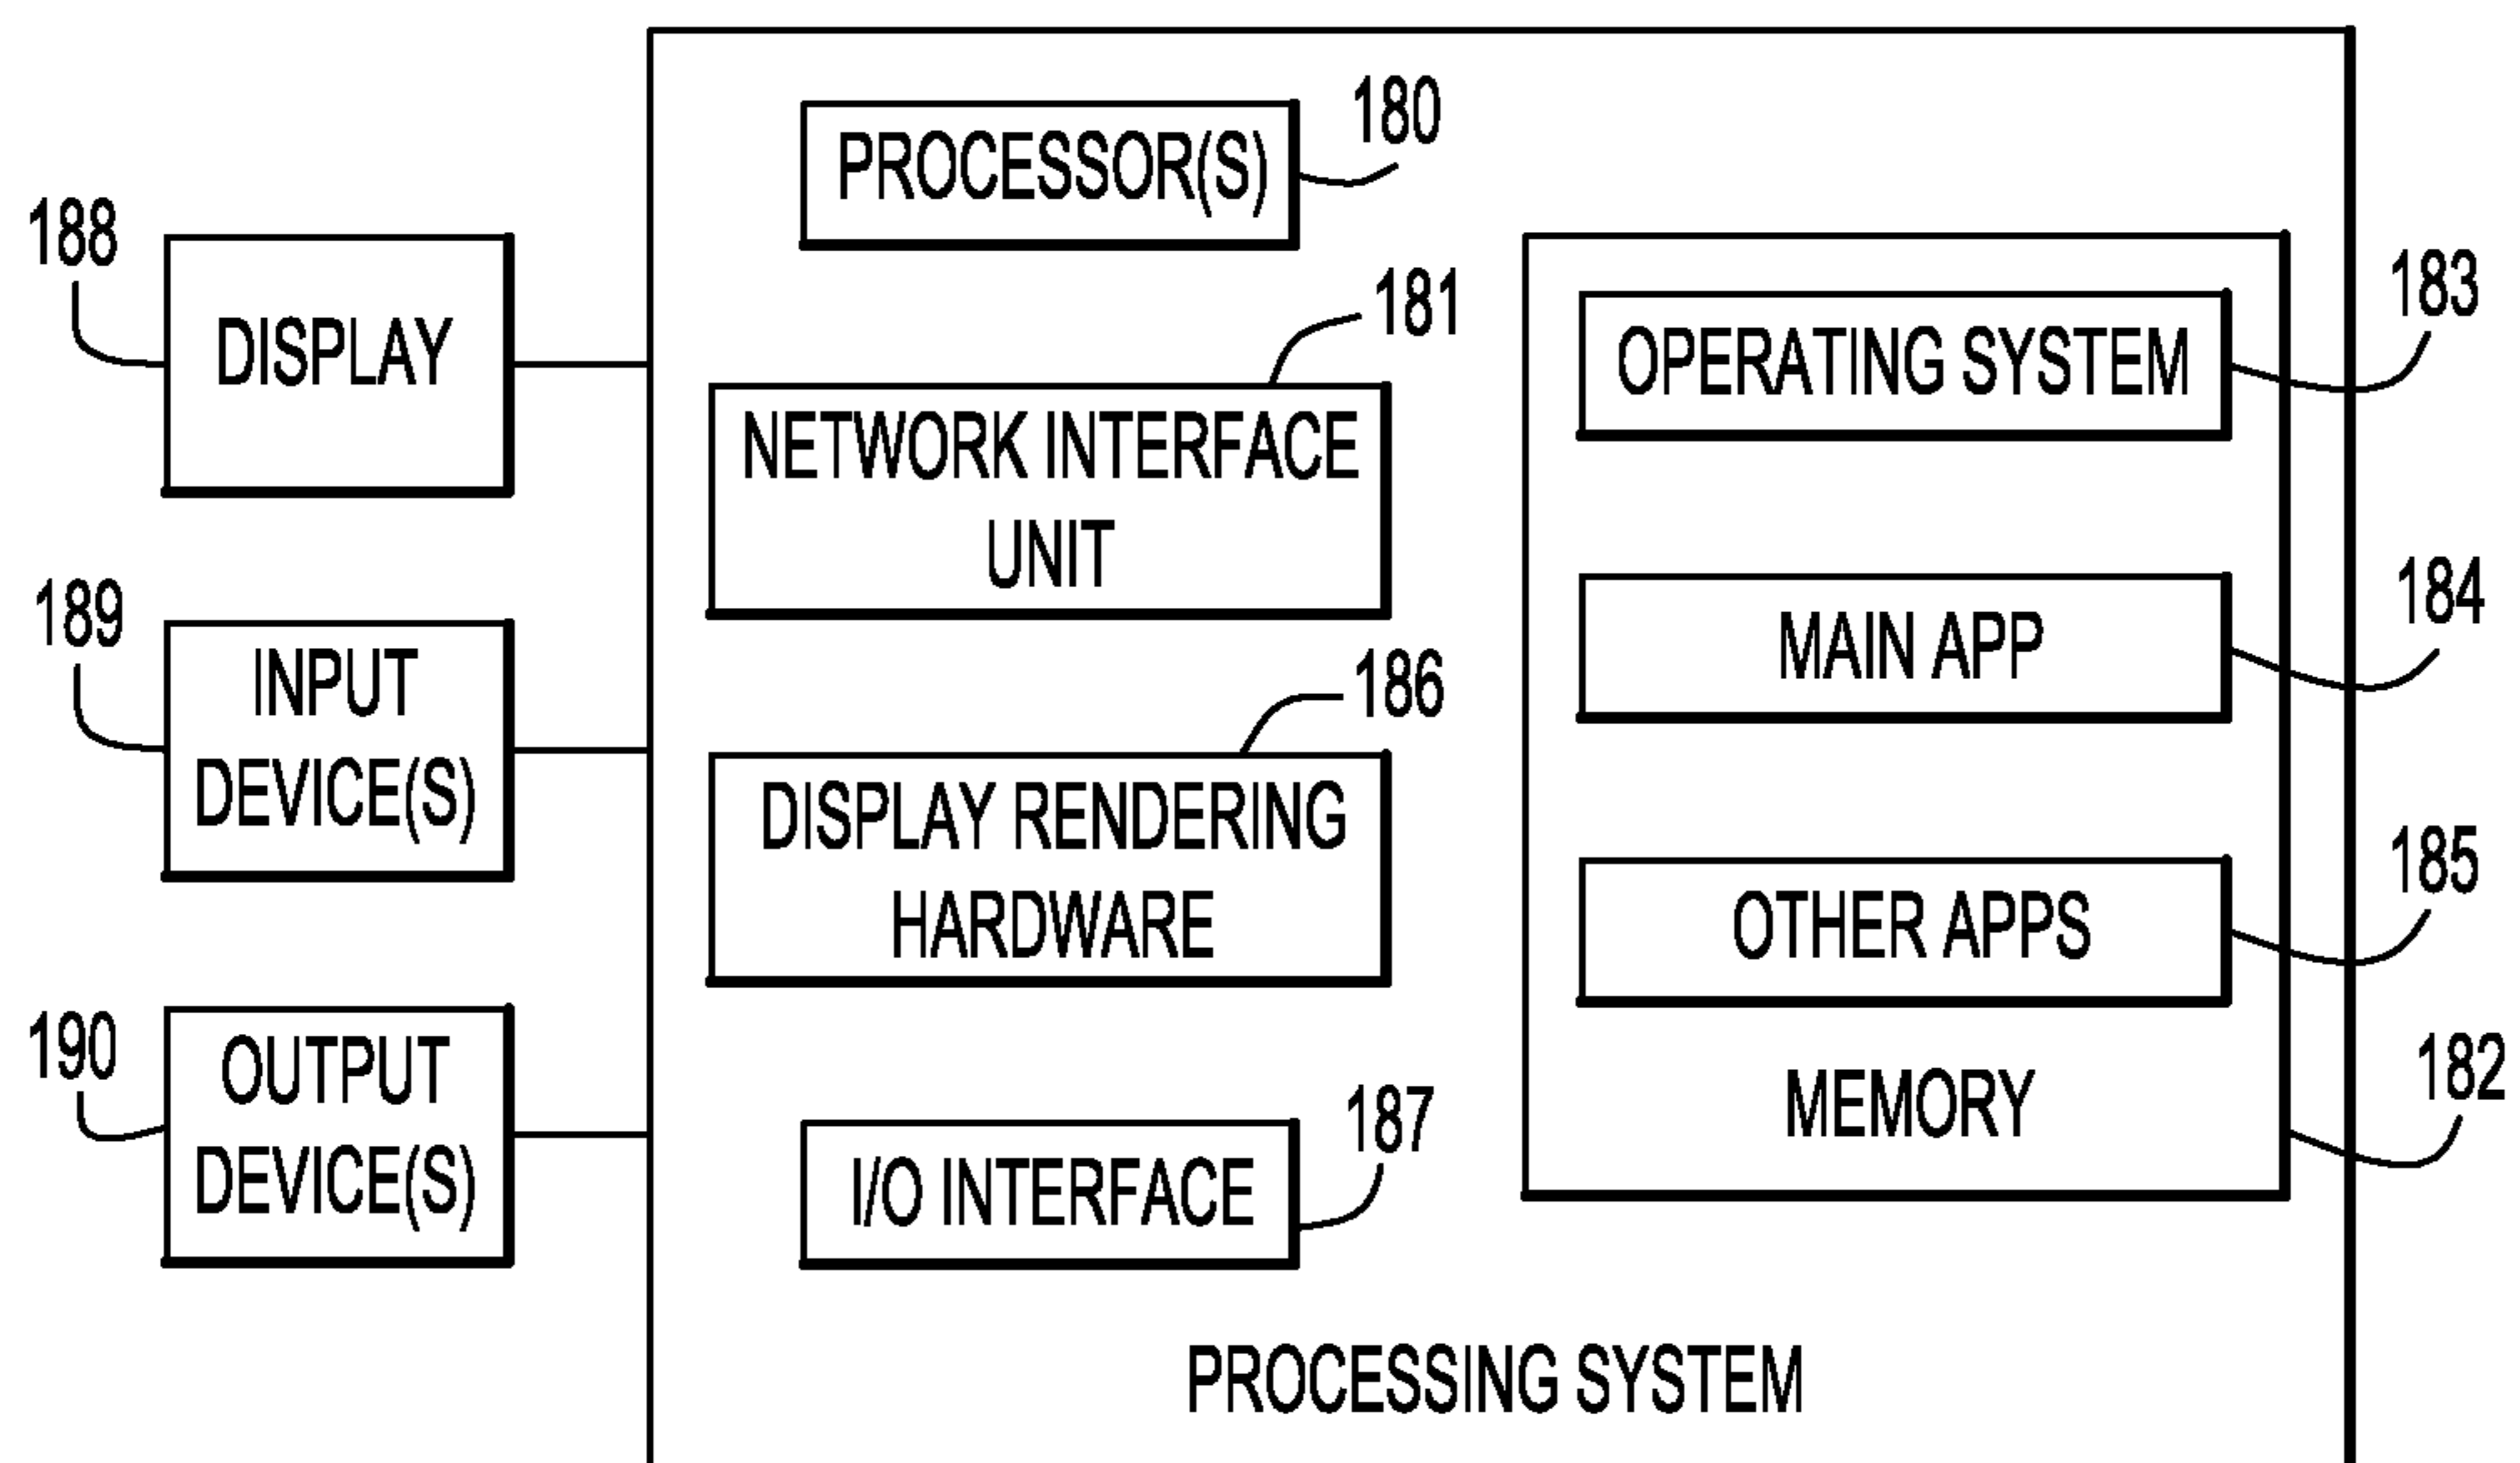 188
DISPLAY
189
INPUT
DEVICE(S)
190
OUTPUT
DEVICE(S)
PROCESSOR(S)
180
181
NETWORK INTERFACE
UNIT
186
DISPLAY RENDERING
HARDWARE
187
I/O INTERFACE
183
OPERATING SYSTEM
184
MAIN APP
185
OTHER APPS
182
MEMORY
PROCESSING SYSTEM